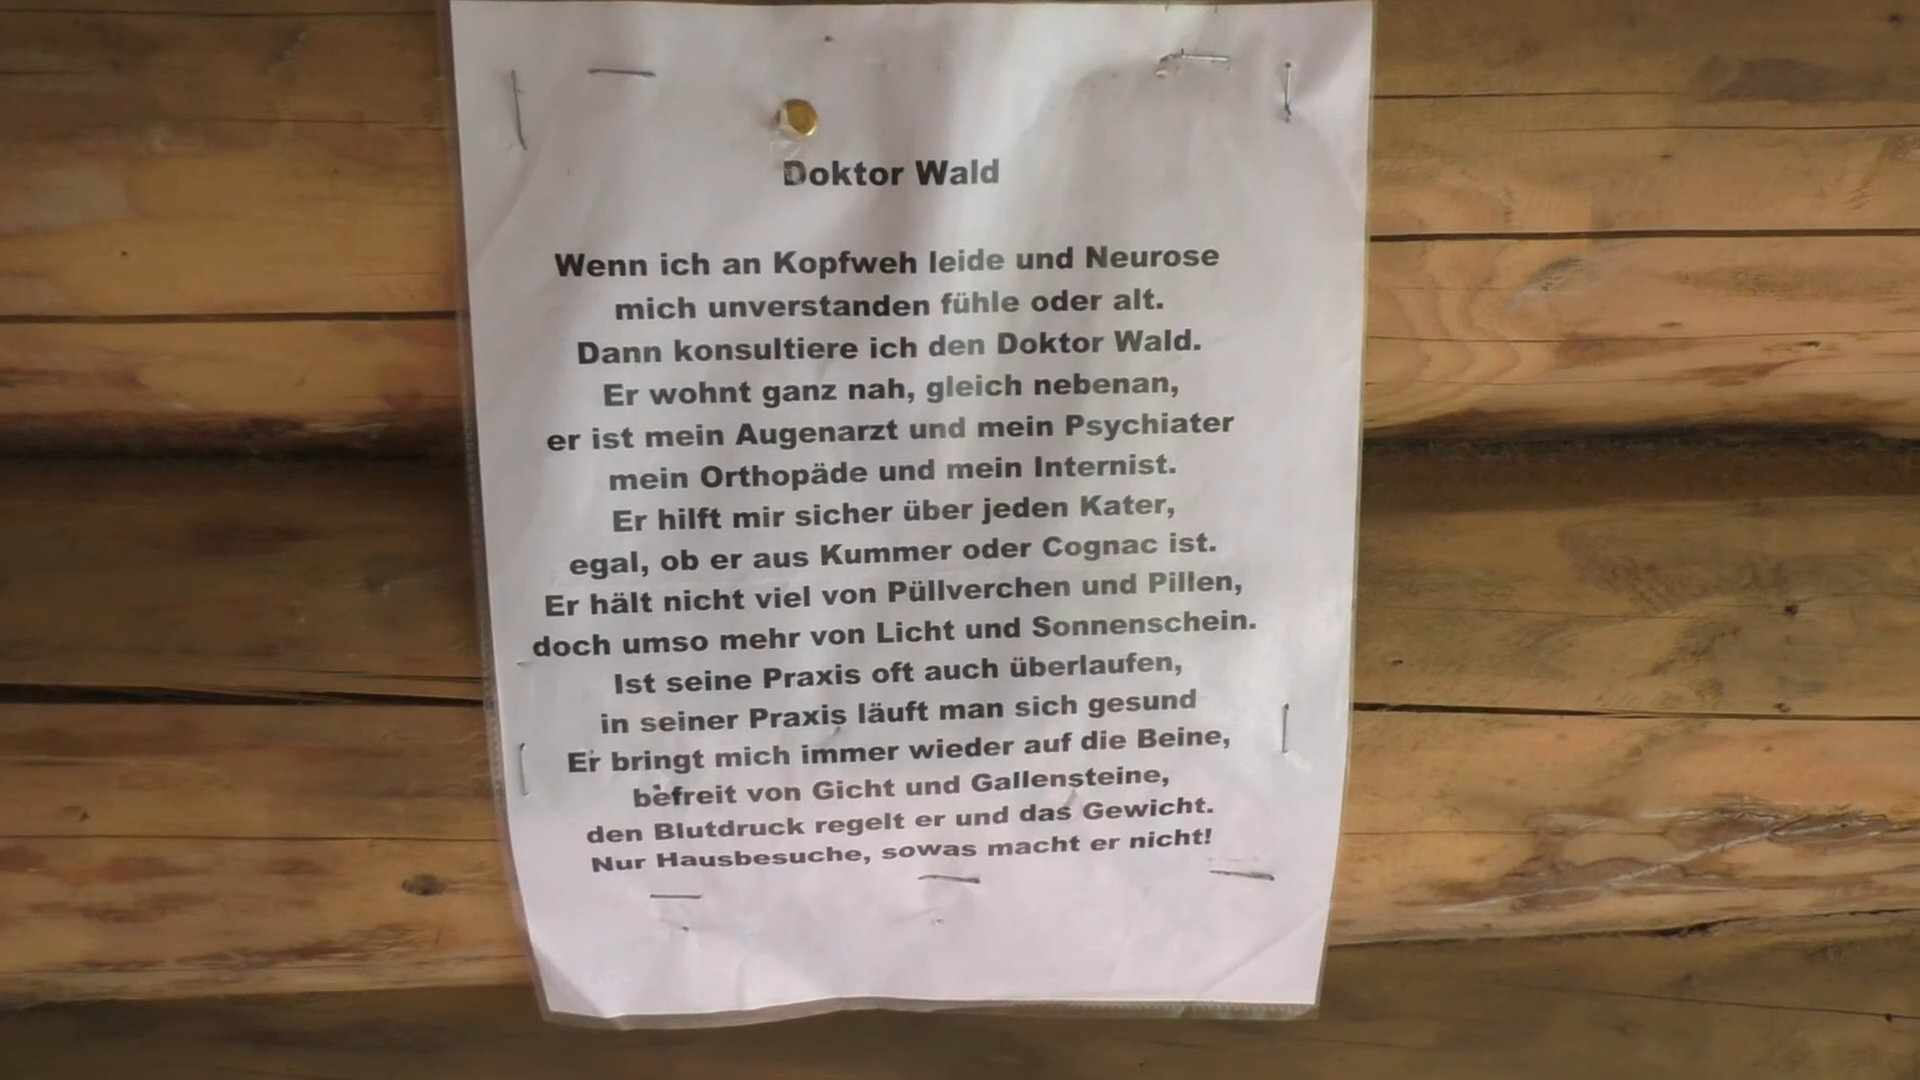 Doktor Wald
Wenn ich an Kopfweh leide und Neurose
mich unverstanden fühle oder alt.
Dann konsultiere ich den Doktor Wald.
Er wohnt ganz nah, gleich nebenan,
er ist mein Augenarzt und mein Psychiater
mein Orthopäde und mein Internist.
Er hilft mir sicher über jeden Kater,
egal, ob er aus Kummer oder Cognac ist.
Er hält nicht viel von Püllverchen und Pillen,
doch umso mehr von Licht und Sonnenschein.
Ist seine Praxis oft auch überlaufen,
in seiner Praxis läuft man sich gesund
Er bringt mich immer wieder auf die Beine,
befreit von Gicht und Gallensteine,
den Blutdruck regelt er und das Gewicht.
Nur Hausbesuche, sowas macht er nicht!